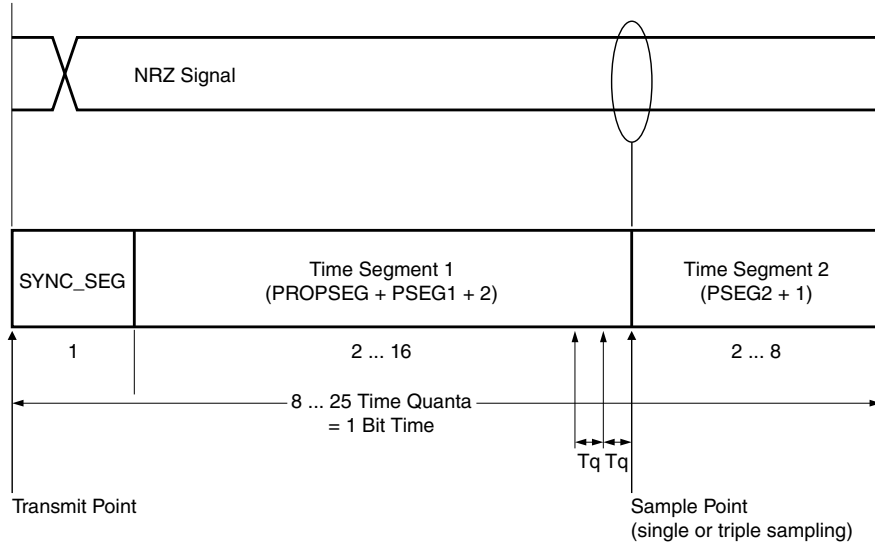 NRZ Signal
SYNC_SEG
Time Segment 1
(PROPSEG + PSEG1 + 2)
Time Segment 2
(PSEG2 + 1)
1
2 ... 16
2 ... 8
8 ... 25 Time Quanta
= 1 Bit Time
Tq Tq
Transmit Point
Sample Point
(single or triple sampling)